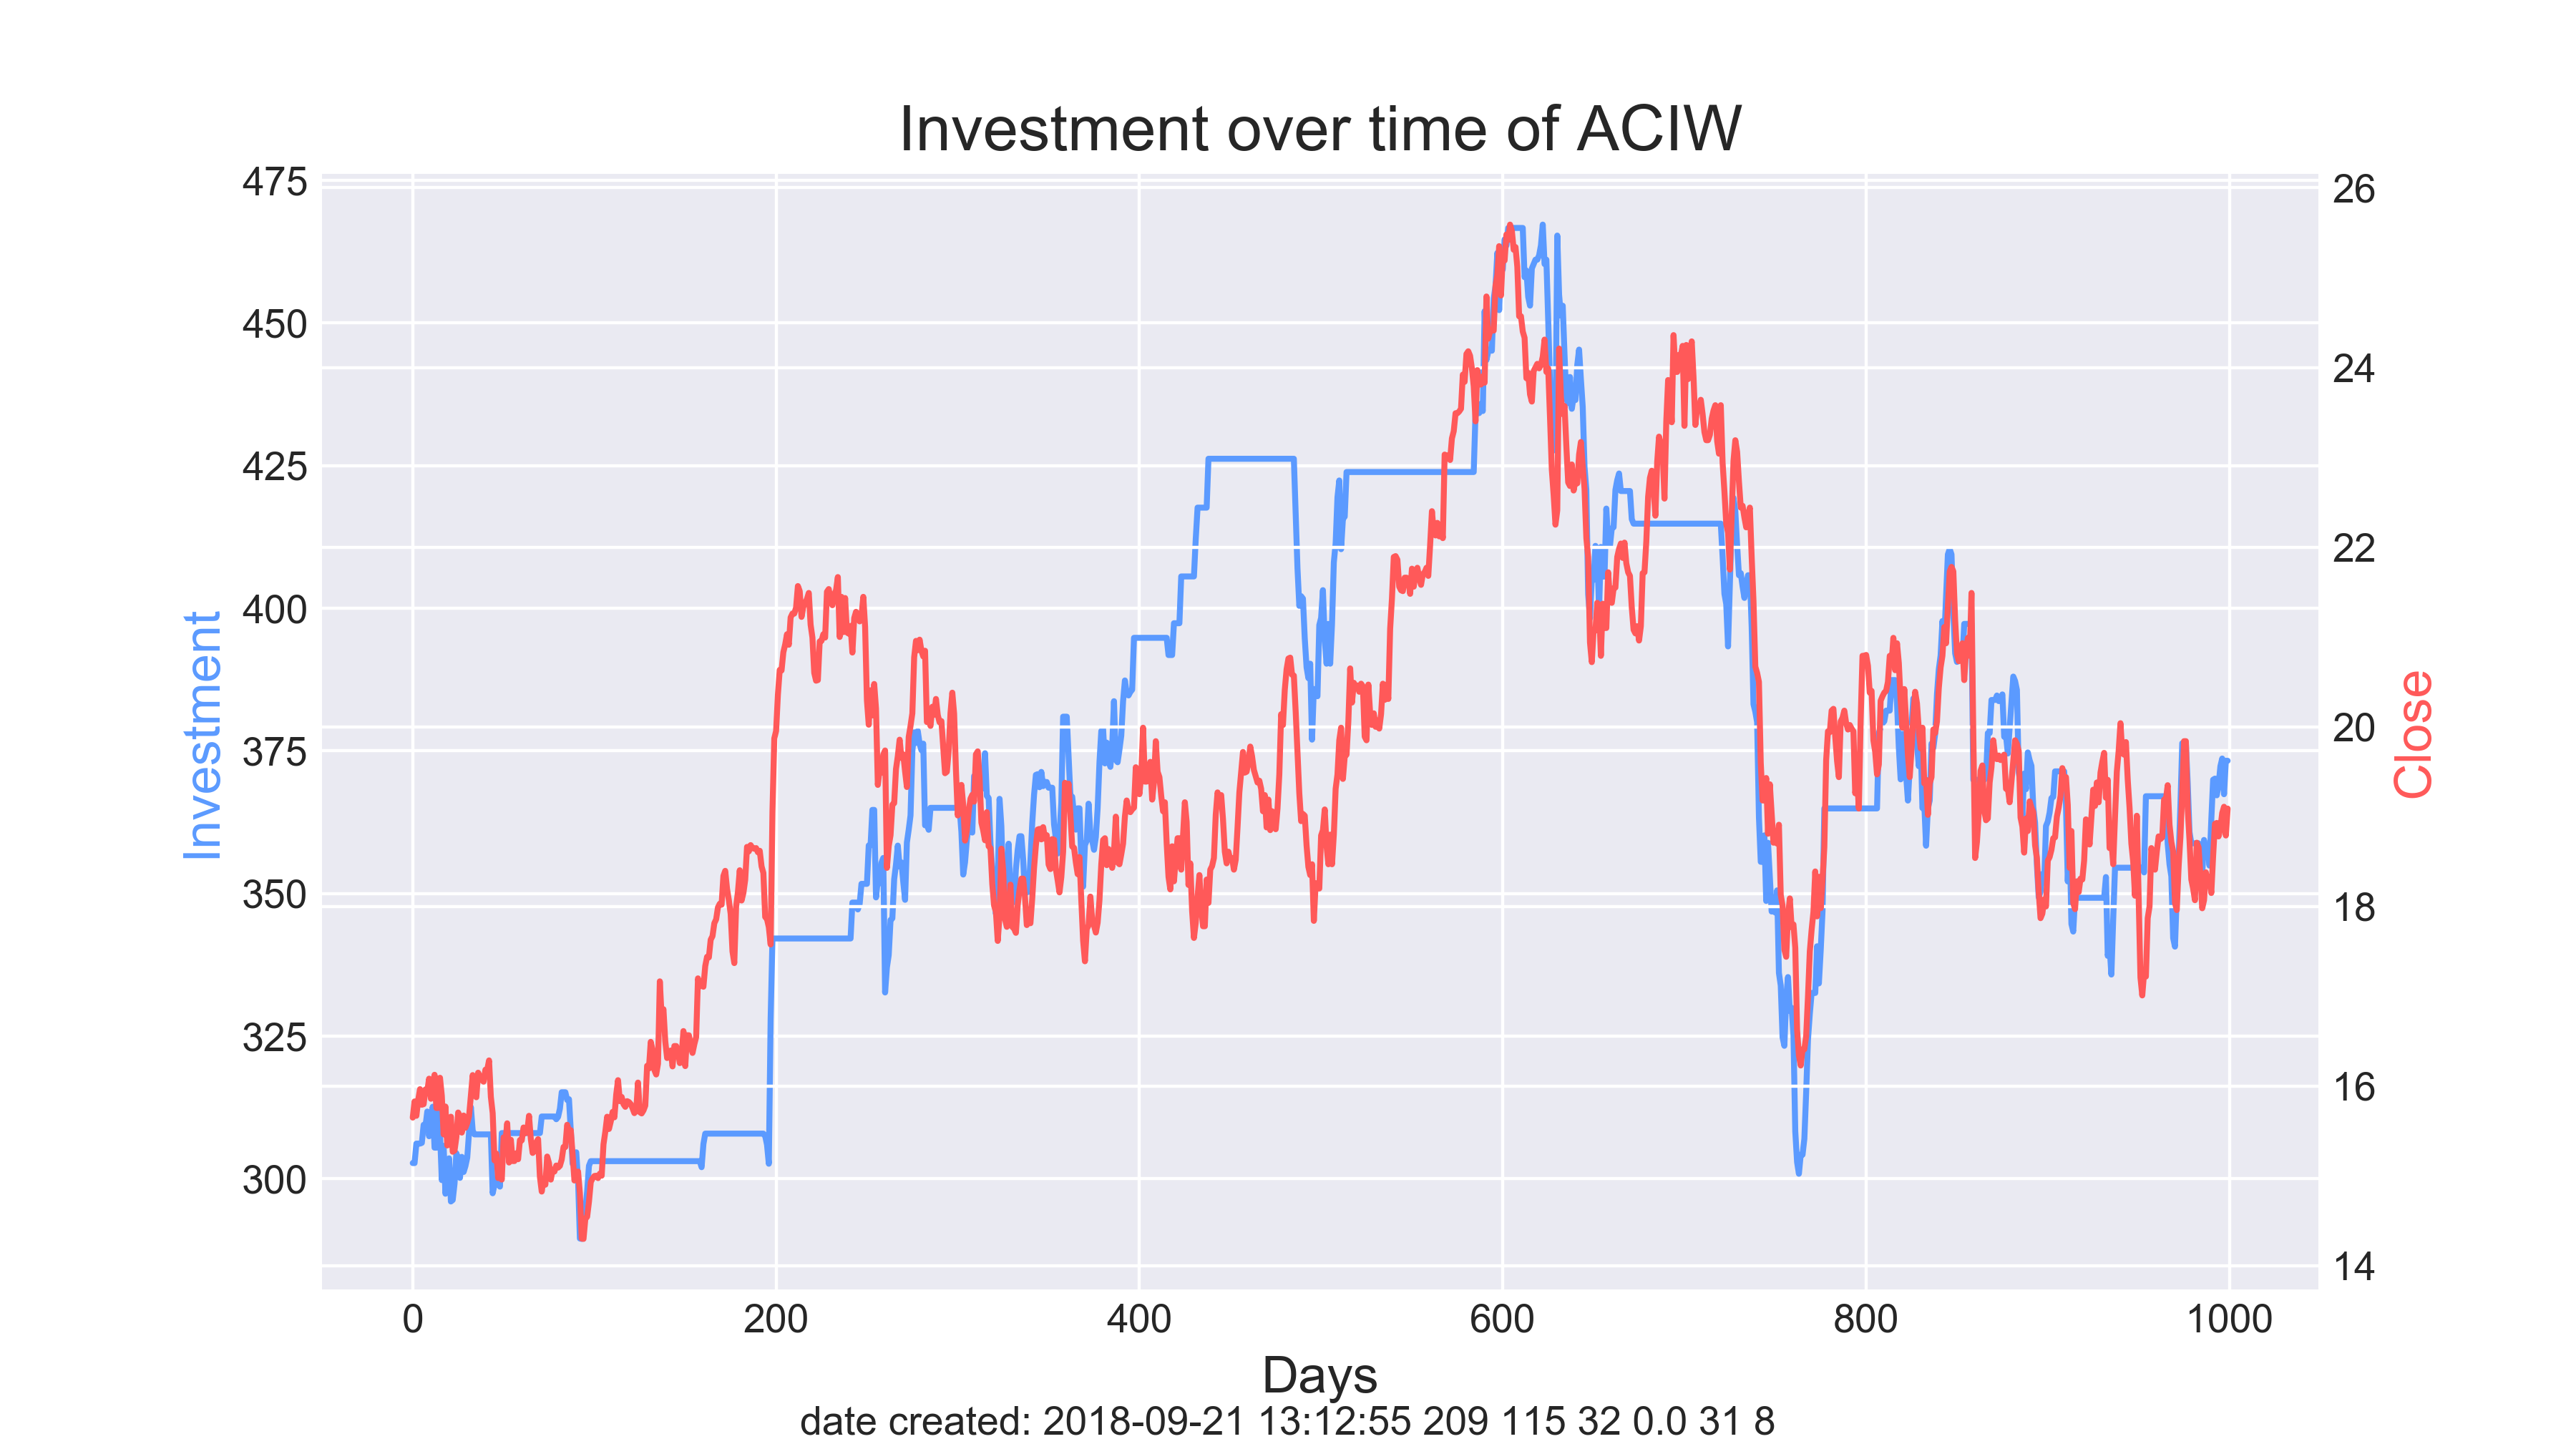 Investment over time of ACIW
475
450
425
400
375
350
325
300
Investment
26
24
22
20
18
16
14
Close
0 200 400 600 800 1000
Days
date created: 2018-09-21 13:12:55 209 115 32 0.0 31 8